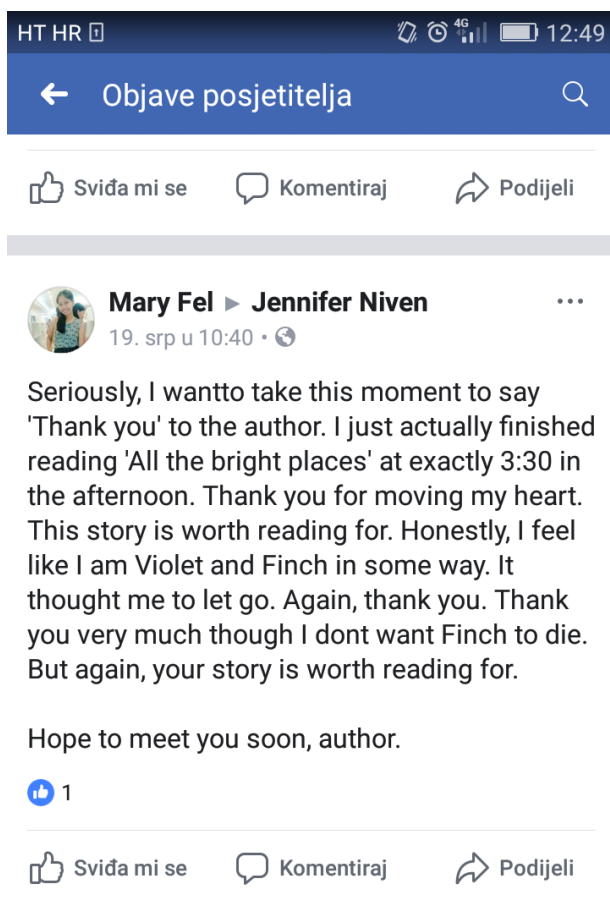 HT HR 4G 12:49
Objave posjetitelja
Sviđa mi se Komentiraj Podijeli
Mary Fel ▶ Jennifer Niven
19. srp u 10:40 •
Seriously, I wantto take this moment to say
'Thank you' to the author. I just actually finished
reading 'All the bright places' at exactly 3:30 in
the afternoon. Thank you for moving my heart.
This story is worth reading for. Honestly, I feel
like I am Violet and Finch in some way. It
thought me to let go. Again, thank you. Thank
you very much though I dont want Finch to die.
But again, your story is worth reading for.
Hope to meet you soon, author.
1
Sviđa mi se Komentiraj Podijeli